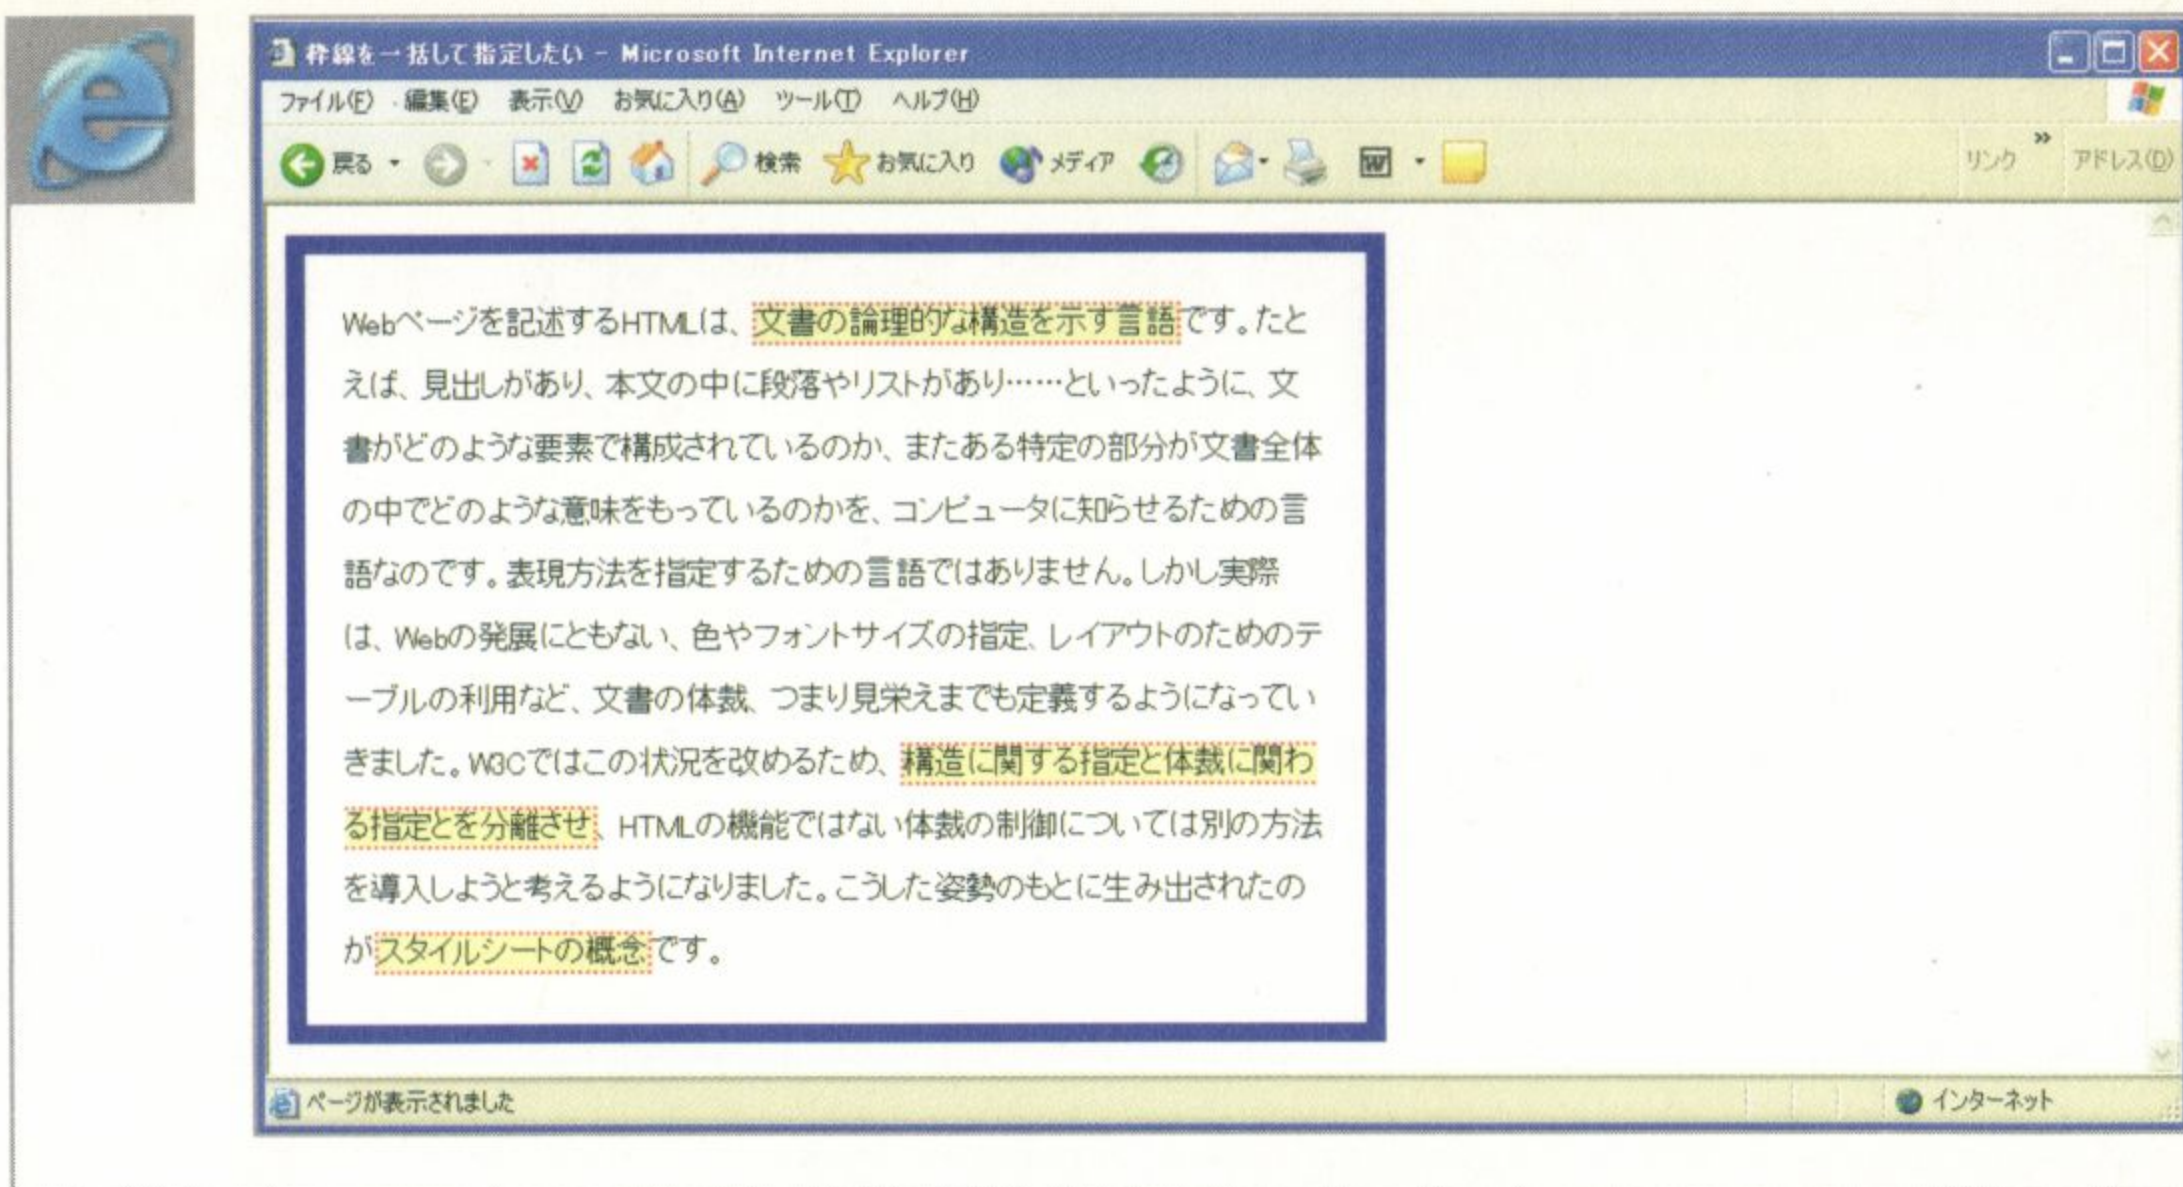 枠線を一括して指定したい - Microsoft Internet Explorer
ファイル(F) 編集(E) 表示(V) お気に入り(A) ツール(T) ヘルプ(H)
戻る 検索 お気に入り メディア リンク » アドレス(D)
Webページを記述するHTMLは、文書の論理的な構造を示す言語です。たと
えば、見出しがあり、本文の中に段落やリストがあり……といったように、文
書がどのような要素で構成されているのか、またある特定の部分が文書全体
の中でどのような意味をもっているのかを、コンピュータに知らせるための言
語なのです。表現方法を指定するための言語ではありません。しかし実際
は、Webの発展にともない、色やフォントサイズの指定、レイアウトのためのテ
ーブルの利用など、文書の体裁、つまり見栄えまでも定義するようになってい
きました。W3Cではこの状況を改めるため、構造に関する指定と体裁に関わ
る指定とを分離させ、HTMLの機能ではない体裁の制御については別の方法
を導入しようと考えるようになりました。こうした姿勢のもとに生み出されたの
がスタイルシートの概念です。
ページが表示されました インターネット